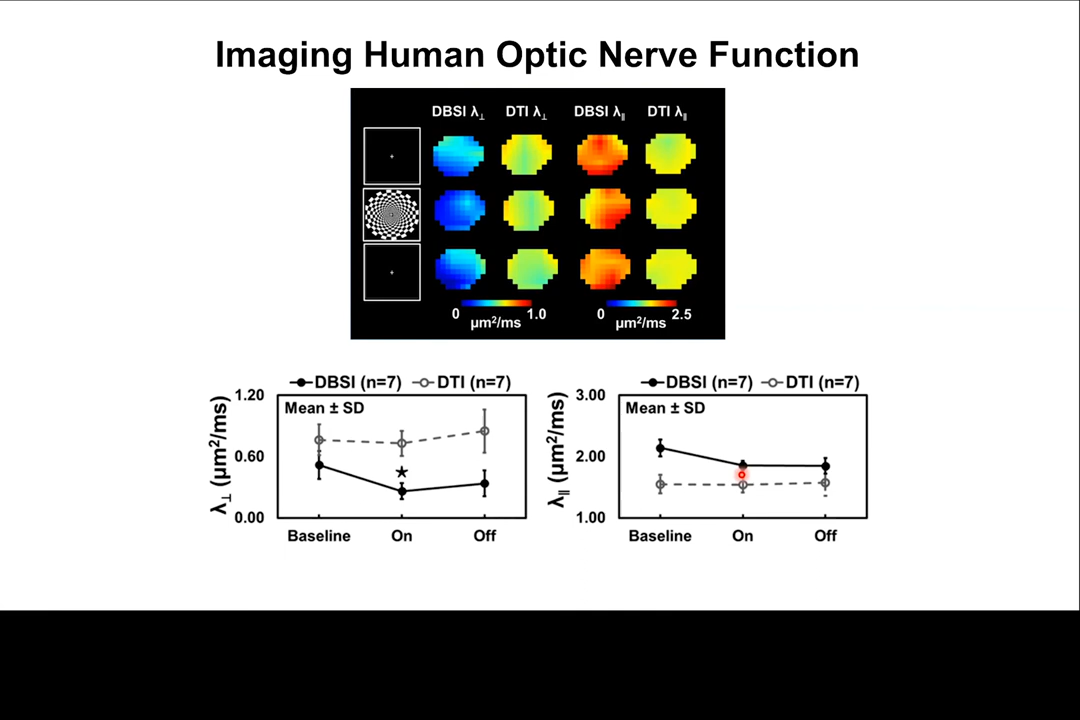 Imaging Human Optic Nerve Function
DBSI λ⊥ DTI λ⊥ DBSI λ∥ DTI λ∥
0 1.0 0 2.5
µm²/ms µm²/ms
DBSI (n=7) DTI (n=7)
Mean ± SD
λ⊥ (µm²/ms)
1.20
0.60
0.00
Baseline On Off
DBSI (n=7) DTI (n=7)
Mean ± SD
λ∥ (µm²/ms)
3.00
2.00
1.00
Baseline On Off